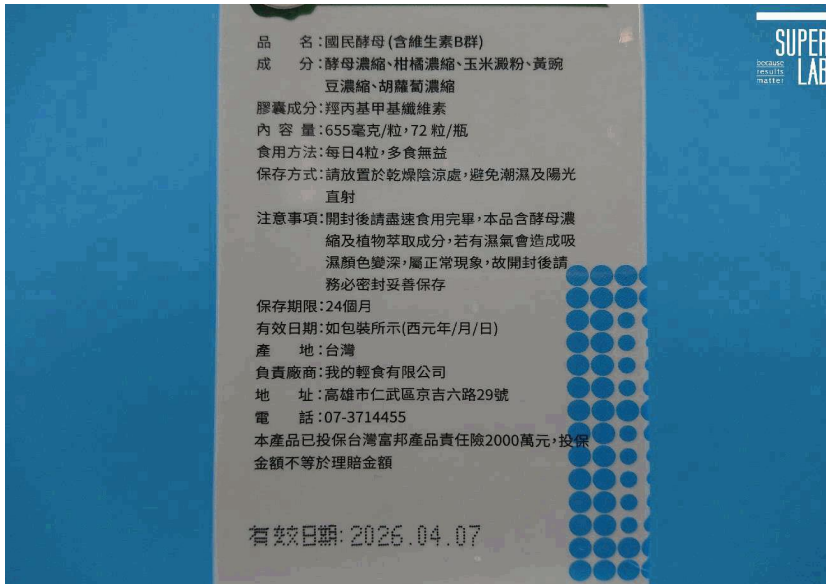 品　　名:國民酵母(含維生素B群)
成　　分:酵母濃縮、柑橘濃縮、玉米澱粉、黃豌
豆濃縮、胡蘿蔔濃縮
膠囊成分:羥丙基甲基纖維素
內 容 量:655毫克/粒,72粒/瓶
食用方法:每日4粒,多食無益
保存方式:請放置於乾燥陰涼處,避免潮濕及陽光
直射
注意事項:開封後請盡速食用完畢,本品含酵母濃
縮及植物萃取成分,若有濕氣會造成吸
濕顏色變深,屬正常現象,故開封後請
務必密封妥善保存
保存期限:24個月
有效日期:如包裝所示(西元年/月/日)
產　　地:台灣
負責廠商:我的輕食有限公司
地　　址:高雄市仁武區京吉六路29號
電　　話:07-3714455
本產品已投保台灣富邦產品責任險2000萬元,投保
金額不等於理賠金額
有效日期:2026.04.07
SUPER
LAB
because
results
matter